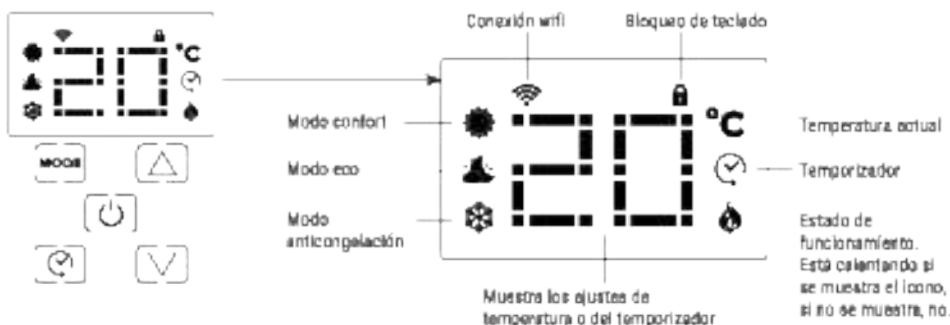 Conexión wifi
Bloqueo de teclado
20
°C
MODE
Modo confort
Modo eco
Modo
anticongelación
20
°C
Temperatura actual
Temporizador
Estado de
funcionamiento.
Está calentando si
se muestra el icono,
si no se muestra, no.
Muestra los ajustes de
temperatura o del temporizador